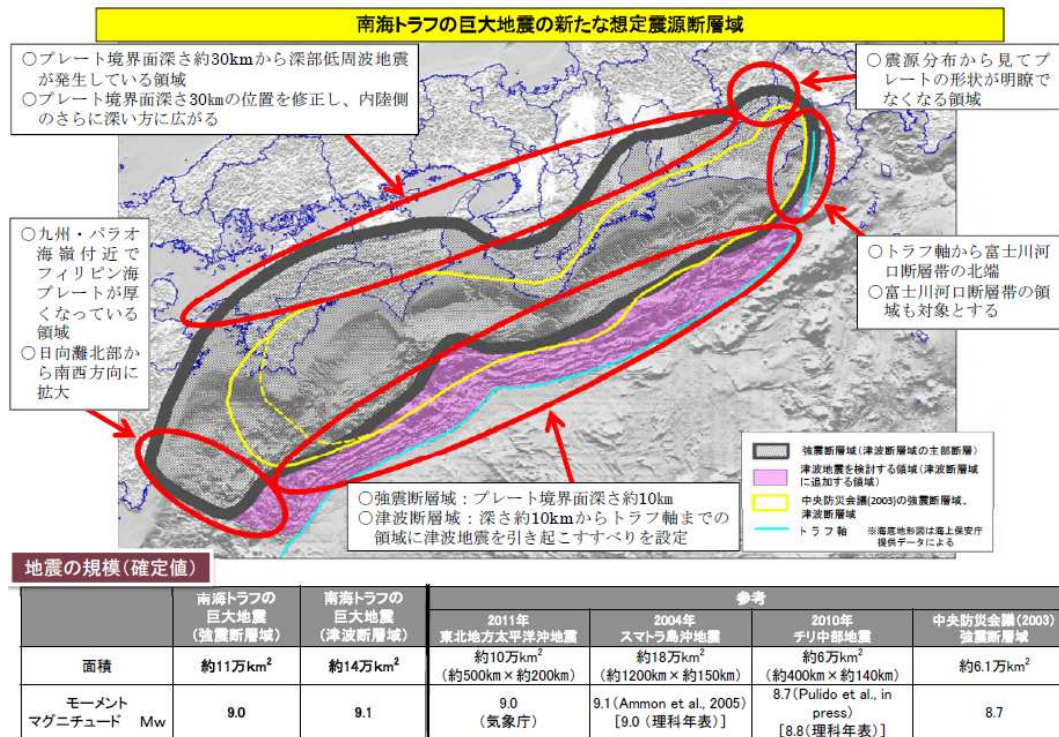 南海トラフの巨大地震の新たな想定震源断層域
○プレート境界面深さ約30kmから深部低周波地震
が発生している領域
○プレート境界面深さ30kmの位置を修正し、内陸側
のさらに深い方に広がる
○震源分布から見てプ
レートの形状が明瞭で
なくなる領域
○九州・パラオ
海嶺付近で
フィリピン海
プレートが厚
くなっている
領域
○日向灘北部か
ら南西方向に
拡大
○トラフ軸から富士川河
口断層帯の北端
○富士川河口断層帯の領
域も対象とする
○強震断層域:プレート境界面深さ約10km
○津波断層域:深さ約10kmからトラフ軸までの
領域に津波地震を引き起こすすべりを設定
強震断層域(津波断層域の主部断層)
津波地震を検討する領域(津波断層域
に追加する領域)
中央防災会議(2003)の強震断層域、
津波断層域
トラフ軸 ※海底地形図は海上保安庁
提供データによる
地震の規模(確定値)
南海トラフの
巨大地震
(強震断層域)
南海トラフの
巨大地震
(津波断層域)
参考
2011年
東北地方太平洋沖地震
2004年
スマトラ島沖地震
2010年
チリ中部地震
中央防災会議(2003)
強震断層域
面積
約11万km²
約14万km²
約10万km²
(約500km×約200km)
約18万km²
(約1200km×約150km)
約6万km²
(約400km×約140km)
約6.1万km²
モーメント
マグニチュード Mw
9.0
9.1
9.0
(気象庁)
9.1(Ammon et al., 2005)
[9.0 (理科年表)]
8.7(Pulido et al., in
press)
[8.8(理科年表)]
8.7